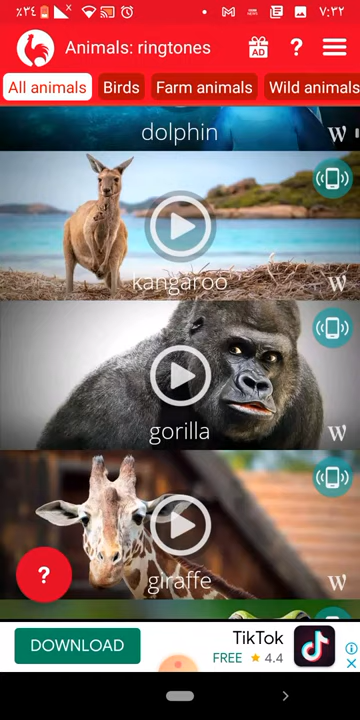 ٪٣٤
٧:٣٢
Animals: ringtones
AD
?
All animals
Birds
Farm animals
Wild animals
dolphin
W
kangaroo
W
gorilla
W
giraffe
W
?
DOWNLOAD
TikTok
FREE ★ 4.4